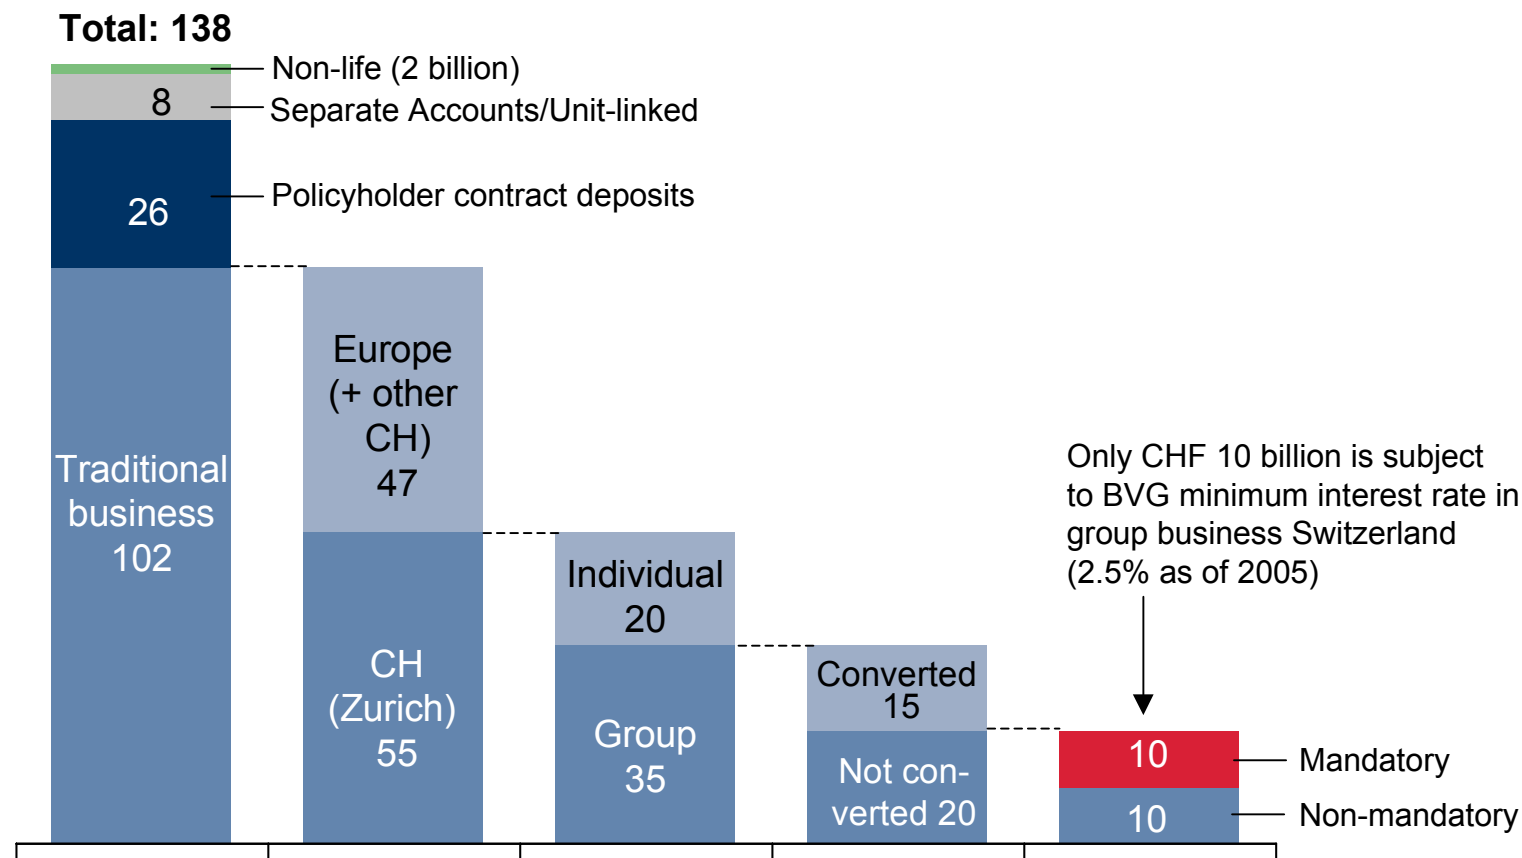 Total: 138
Non-life (2 billion)
8
Separate Accounts/Unit-linked
26
Policyholder contract deposits
Traditional
business
102
Europe
(+ other
CH)
47
CH
(Zurich)
55
Individual
20
Group
35
Converted
15
Not con-
verted 20
Only CHF 10 billion is subject
to BVG minimum interest rate in
group business Switzerland
(2.5% as of 2005)
10
Mandatory
10
Non-mandatory